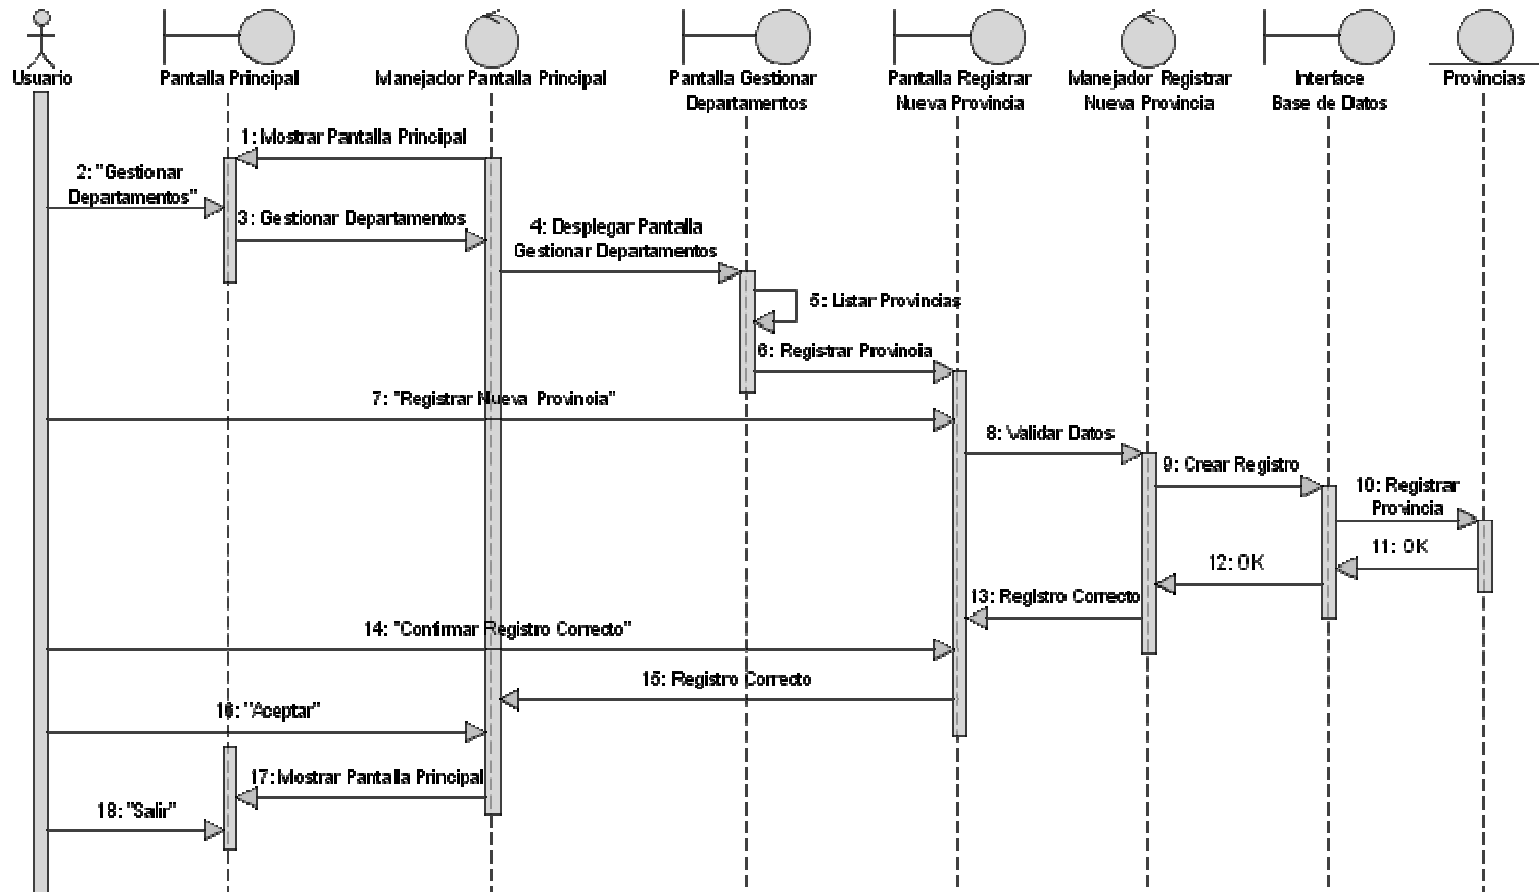 Usuario
Pantalla Principal
Manejador Pantalla Principal
Pantalla Gestionar
Departamentos
Pantalla Registrar
Nueva Provincia
Manejador Registrar
Nueva Provincia
Interface
Base de Datos
Provincias
1: Mostrar Pantalla Principal
2: "Gestionar
Departamentos"
3: Gestionar Departamentos
4: Desplegar Pantalla
Gestionar Departamentos
5: Listar Provincias
6: Registrar Provincia
7: "Registrar Nueva Provincia"
8: Validar Datos
9: Crear Registro
10: Registrar
Provincia
11: OK
12: OK
13: Registro Correcto
14: "Confirmar Registro Correcto"
15: Registro Correcto
16: "Aceptar"
17: Mostrar Pantalla Principal
18: "Salir"